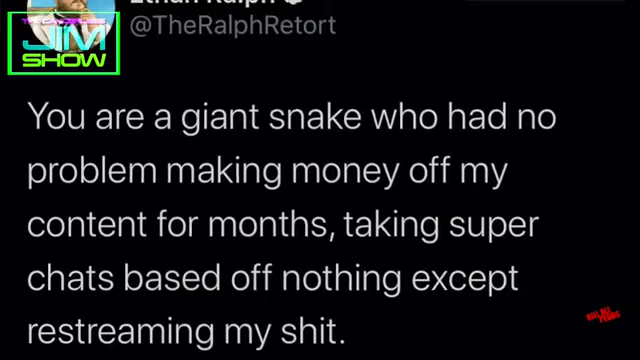 Ethan Ralph
@TheRalphRetort
JIM
SHOW
You are a giant snake who had no
problem making money off my
content for months, taking super
chats based off nothing except
restreaming my shit.